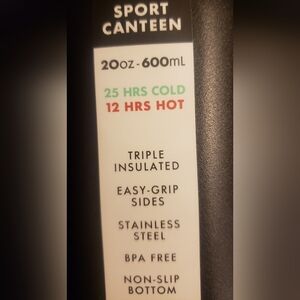 SPORT
CANTEEN
20oz - 600mL
25 HRS COLD
12 HRS HOT
TRIPLE
INSULATED
EASY-GRIP
SIDES
STAINLESS
STEEL
BPA FREE
NON-SLIP
BOTTOM